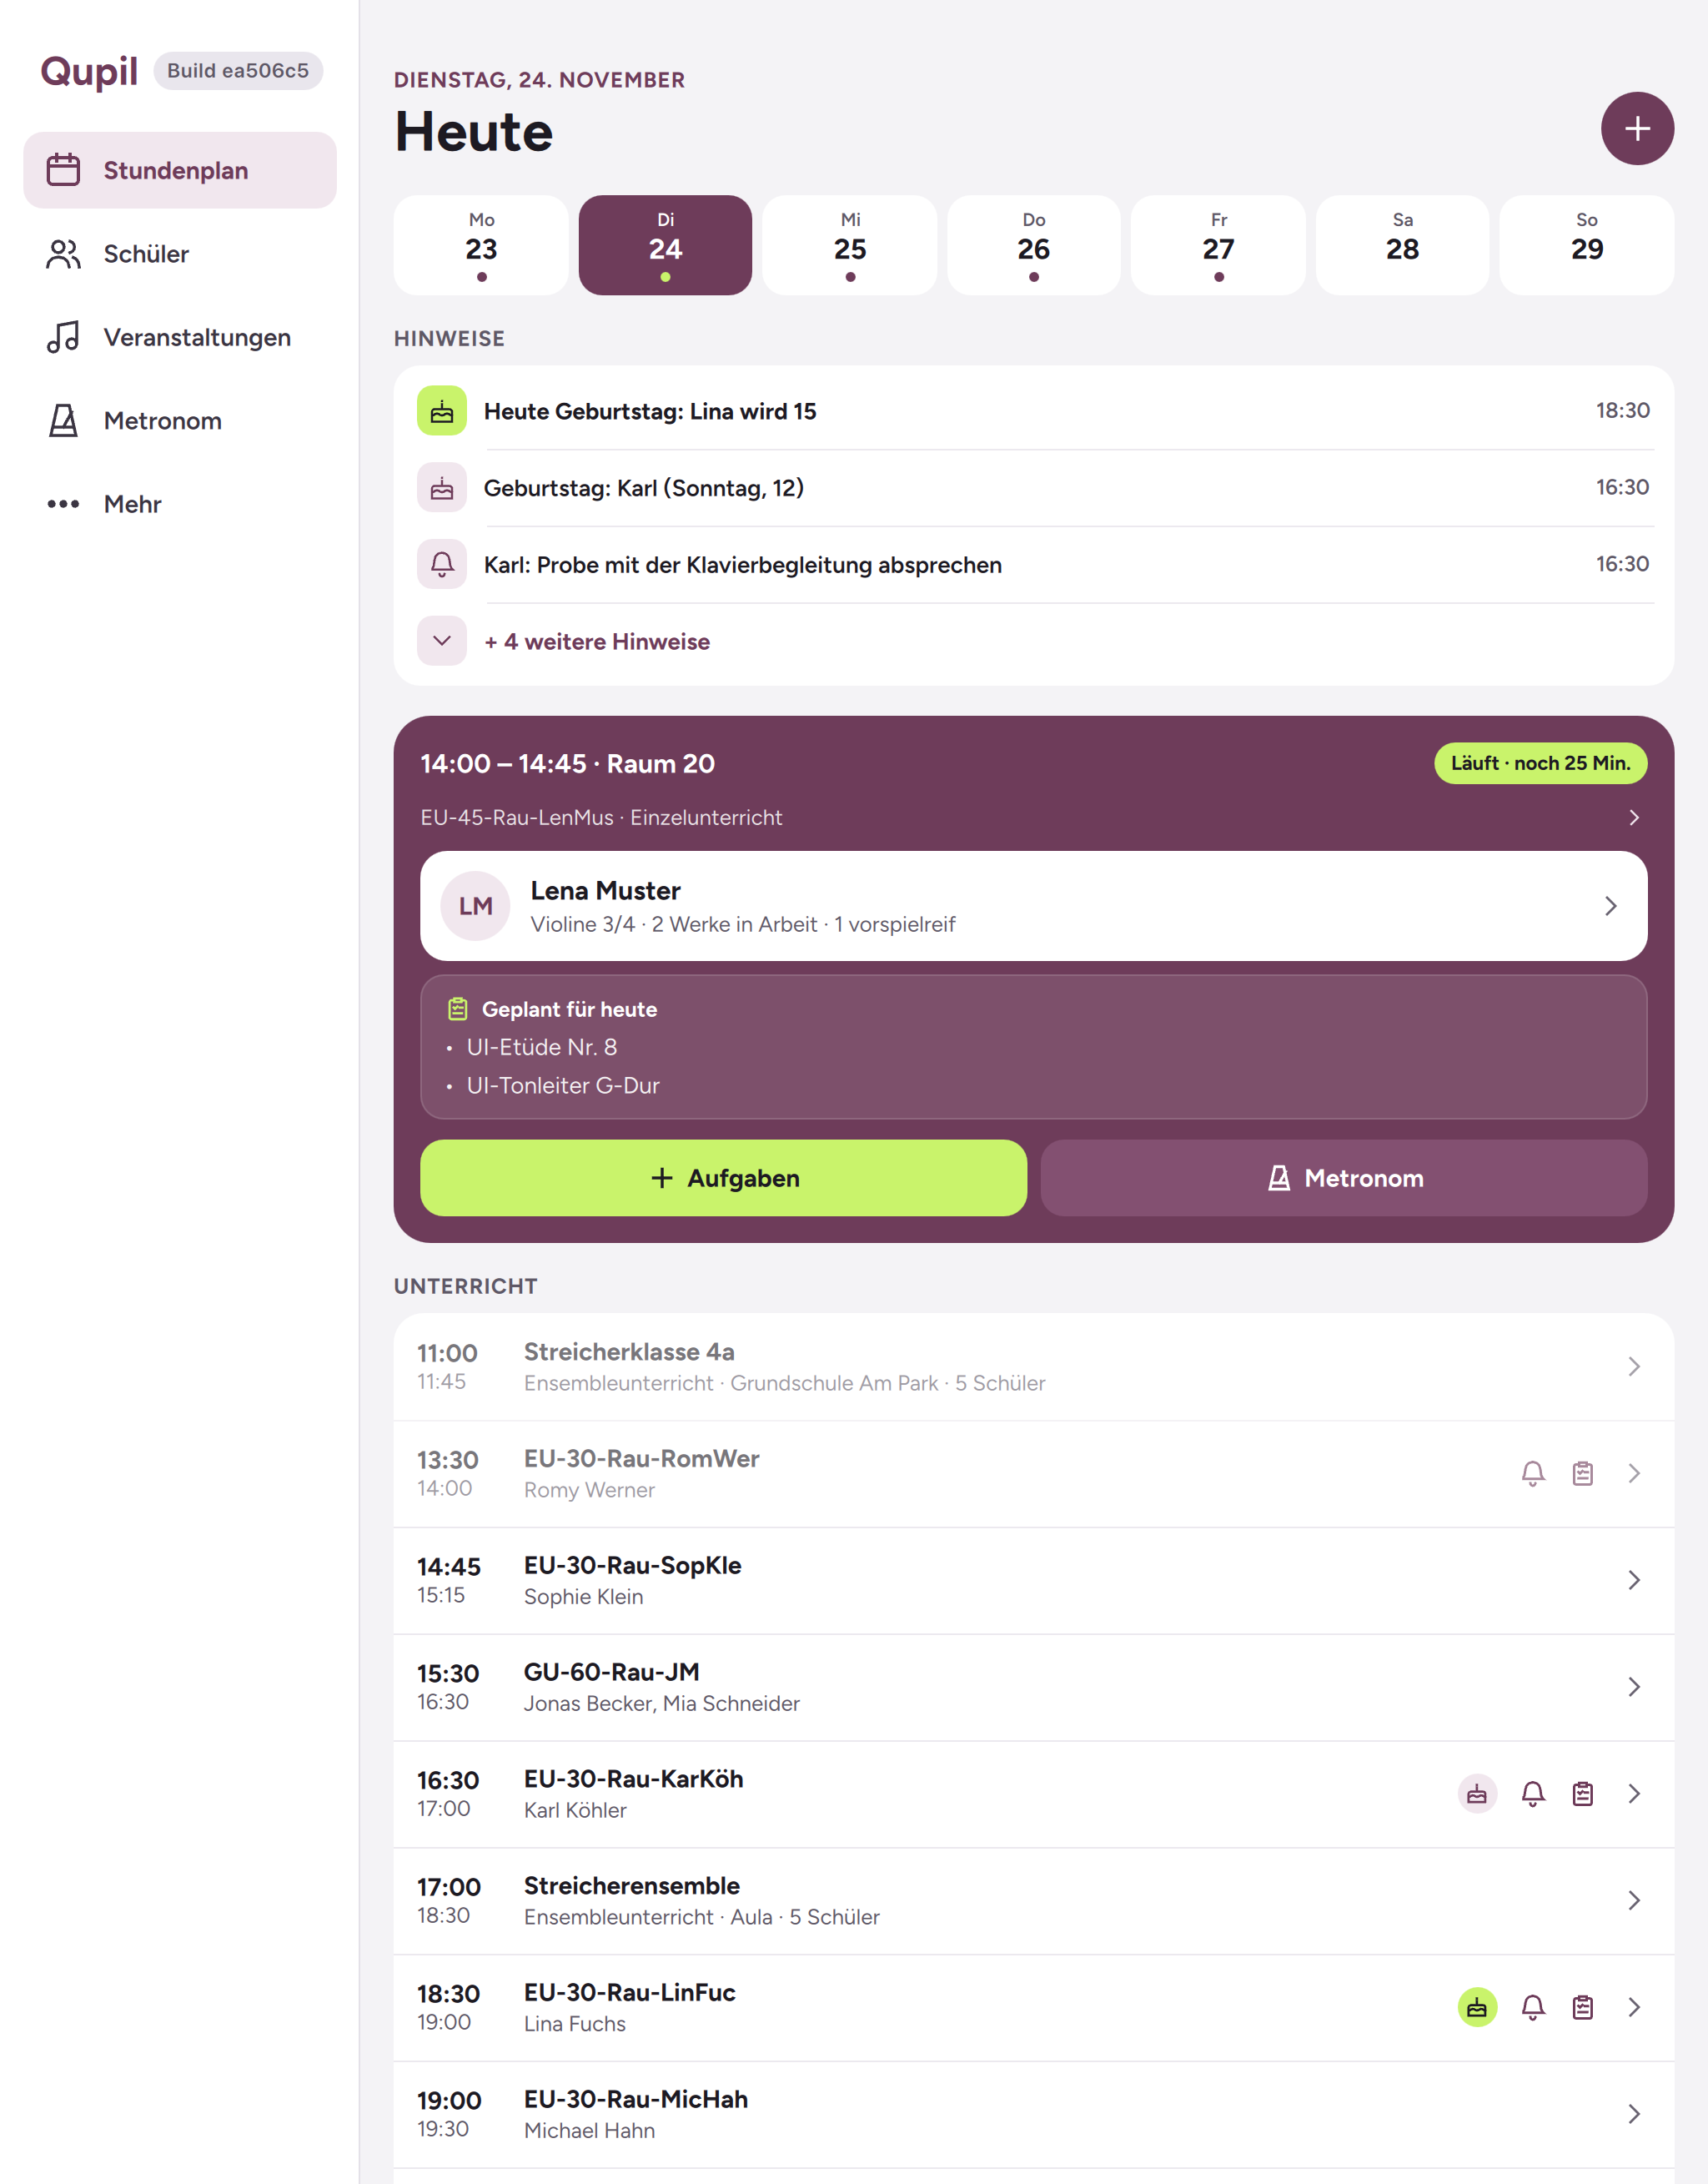 Qupil
Build ea506c5
Stundenplan
Schüler
Veranstaltungen
Metronom
Mehr
DIENSTAG, 24. NOVEMBER
Heute
Mo
23
Di
24
Mi
25
Do
26
Fr
27
Sa
28
So
29
HINWEISE
Heute Geburtstag: Lina wird 15
18:30
Geburtstag: Karl (Sonntag, 12)
16:30
Karl: Probe mit der Klavierbegleitung absprechen
16:30
+ 4 weitere Hinweise
14:00 – 14:45 · Raum 20
Läuft · noch 25 Min.
EU-45-Rau-LenMus · Einzelunterricht
LM
Lena Muster
Violine 3/4 · 2 Werke in Arbeit · 1 vorspielreif
Geplant für heute
• UI-Etüde Nr. 8
• UI-Tonleiter G-Dur
+ Aufgaben
Metronom
UNTERRICHT
11:00
11:45
Streicherklasse 4a
Ensembleunterricht · Grundschule Am Park · 5 Schüler
13:30
14:00
EU-30-Rau-RomWer
Romy Werner
14:45
15:15
EU-30-Rau-SopKle
Sophie Klein
15:30
16:30
GU-60-Rau-JM
Jonas Becker, Mia Schneider
16:30
17:00
EU-30-Rau-KarKöh
Karl Köhler
17:00
18:30
Streicherensemble
Ensembleunterricht · Aula · 5 Schüler
18:30
19:00
EU-30-Rau-LinFuc
Lina Fuchs
19:00
19:30
EU-30-Rau-MicHah
Michael Hahn